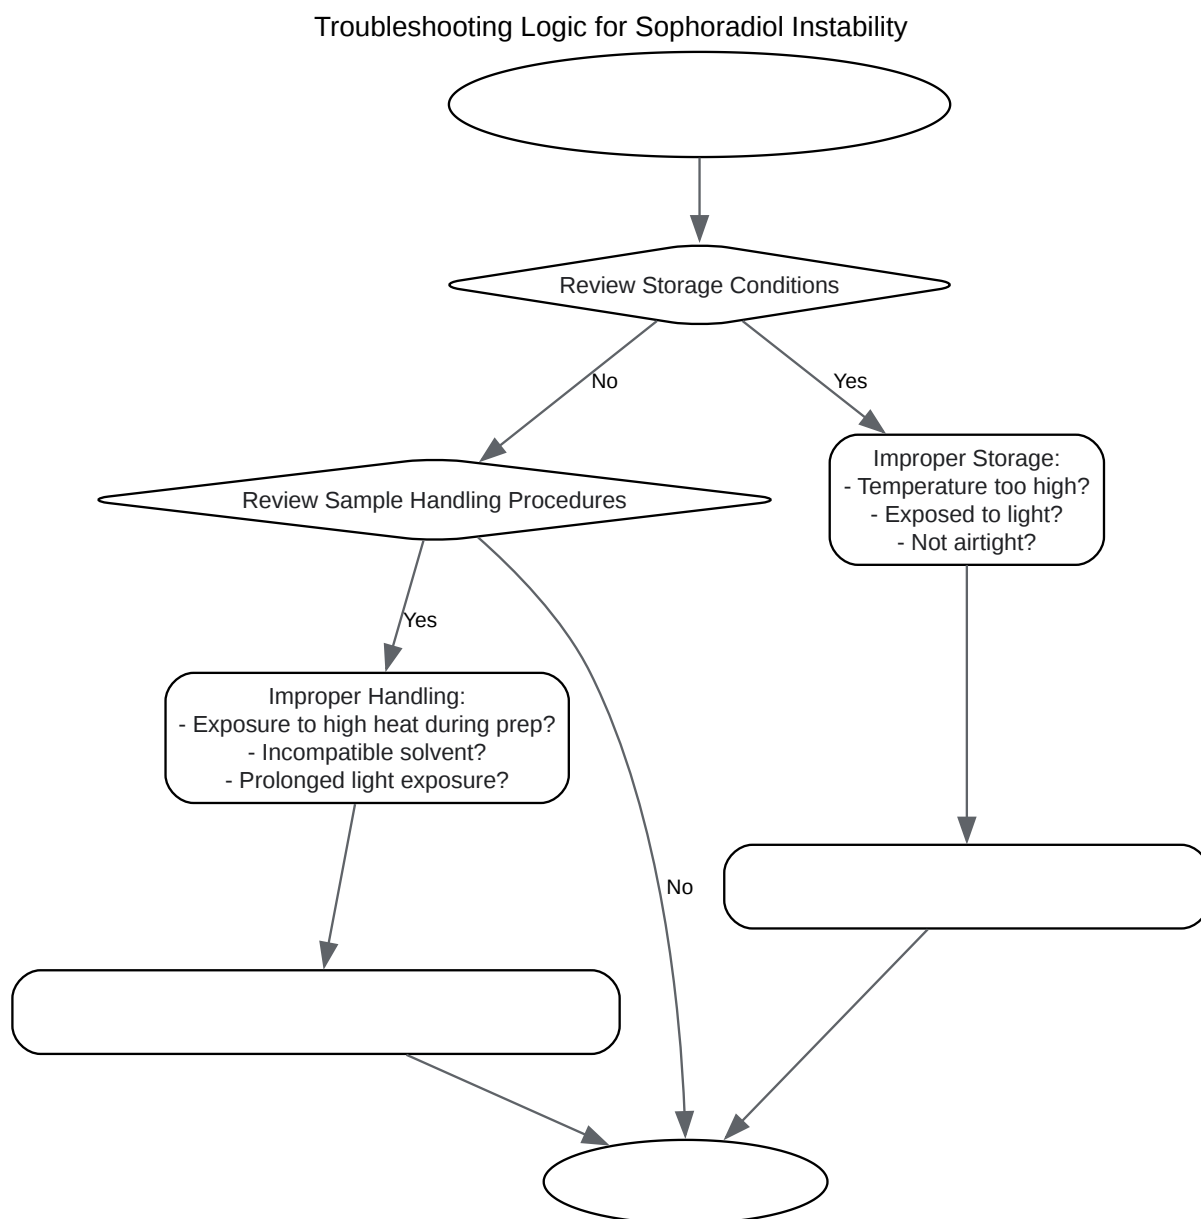 Troubleshooting Logic for Sophoradiol Instability
Review Storage Conditions
No
Yes
Improper Storage:
- Temperature too high?
- Exposed to light?
- Not airtight?
Review Sample Handling Procedures
Yes
Improper Handling:
- Exposure to high heat during prep?
- Incompatible solvent?
- Prolonged light exposure?
No